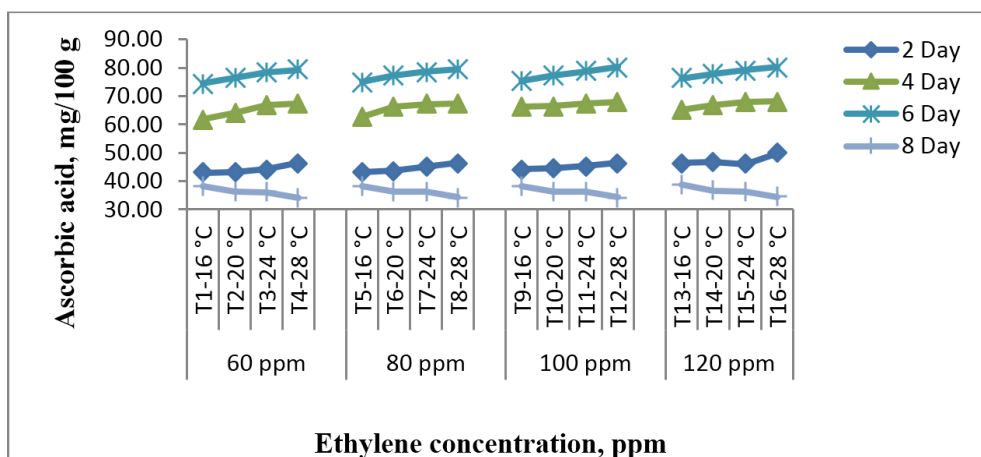 Ascorbic acid, mg/100 g
90.00
80.00
70.00
60.00
50.00
40.00
30.00
T1-16 °C
T2-20 °C
T3-24 °C
T4-28 °C
T5-16 °C
T6-20 °C
T7-24 °C
T8-28 °C
T9-16 °C
T10-20 °C
T11-24 °C
T12-28 °C
T13-16 °C
T14-20 °C
T15-24 °C
T16-28 °C
60 ppm
80 ppm
100 ppm
120 ppm
Ethylene concentration, ppm
2 Day
4 Day
6 Day
8 Day